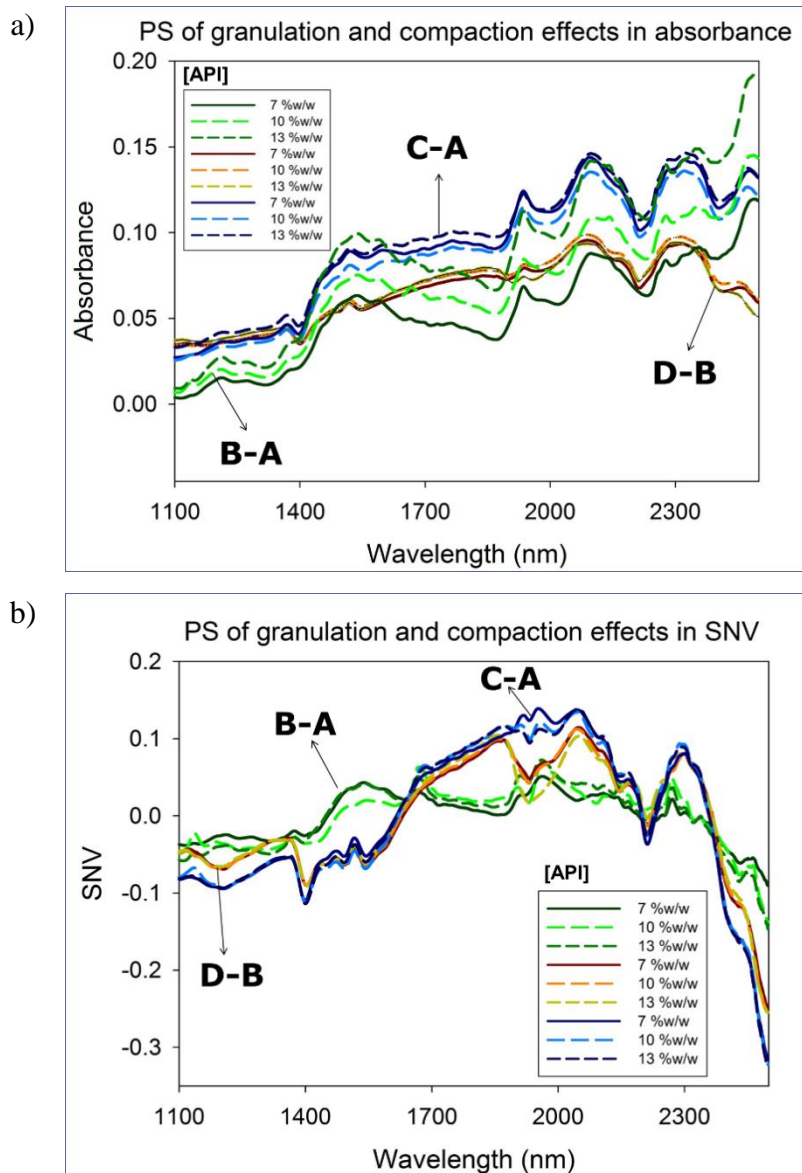 a)
PS of granulation and compaction effects in absorbance
0.20
0.15
0.10
0.05
0.00
Absorbance
[API]
7 %w/w
10 %w/w
13 %w/w
7 %w/w
10 %w/w
13 %w/w
7 %w/w
10 %w/w
13 %w/w
C-A
D-B
B-A
1100 1400 1700 2000 2300
Wavelength (nm)
b)
PS of granulation and compaction effects in SNV
0.2
0.1
0.0
-0.1
-0.3
SNV
C-A
B-A
D-B
[API]
7 %w/w
10 %w/w
13 %w/w
7 %w/w
10 %w/w
13 %w/w
7 %w/w
10 %w/w
13 %w/w
1100 1400 1700 2000 2300
Wavelength (nm)